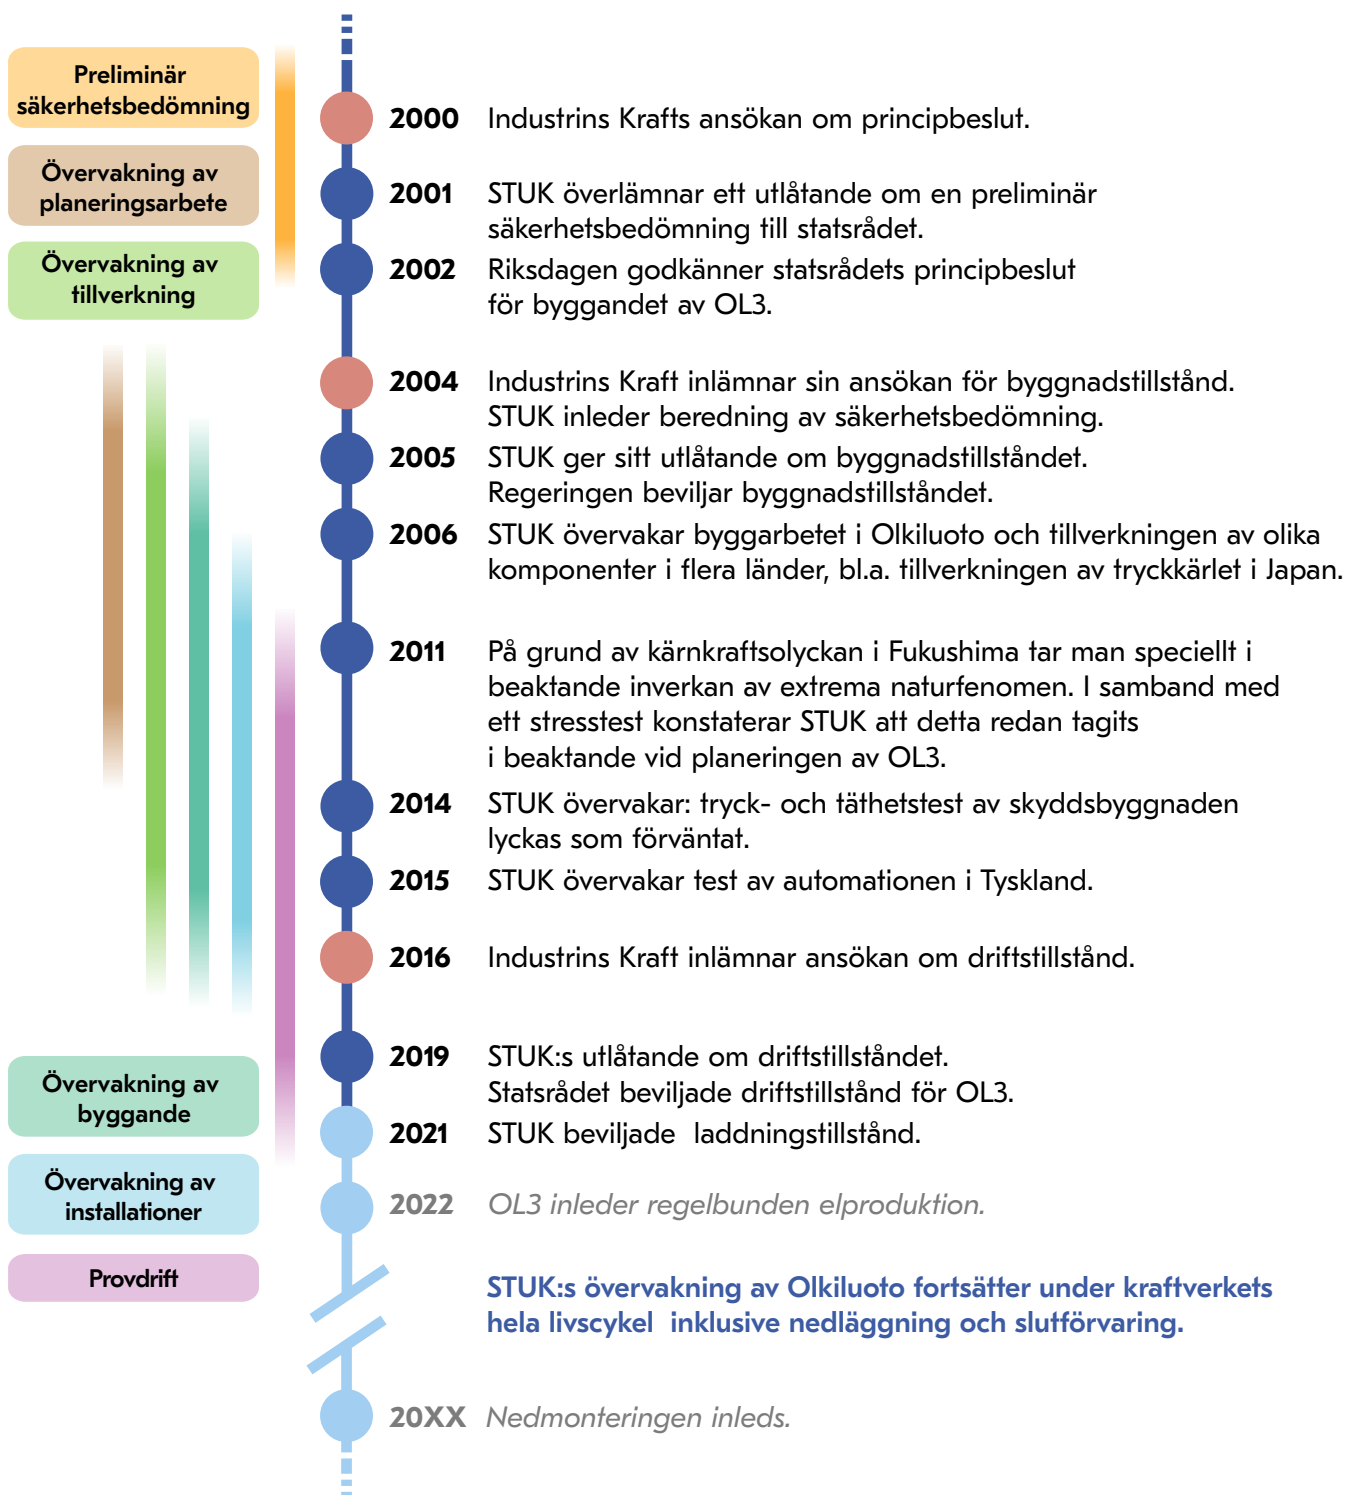 Preliminär
säkerhetsbedömning
Övervakning av
planeringsarbete
Övervakning av
tillverkning
2000 Industrins Krafts ansökan om principbeslut.
2001 STUK överlämnar ett utlåtande om en preliminär
säkerhetsbedömning till statsrådet.
2002 Riksdagen godkänner statsrådets principbeslut
för byggandet av OL3.
2004 Industrins Kraft inlämnar sin ansökan för byggnadstillstånd.
STUK inleder beredning av säkerhetsbedömning.
2005 STUK ger sitt utlåtande om byggnadstillståndet.
Regeringen beviljar byggnadstillståndet.
2006 STUK övervakar byggarbetet i Olkiluoto och tillverkningen av olika
komponenter i flera länder, bl.a. tillverkningen av tryckkärlet i Japan.
2011 På grund av kärnkraftsolyckan i Fukushima tar man speciellt i
beaktande inverkan av extrema naturfenomen. I samband med
ett stresstest konstaterar STUK att detta redan tagits
i beaktande vid planeringen av OL3.
2014 STUK övervakar: tryck- och täthetstest av skyddsbyggnaden
lyckas som förväntat.
2015 STUK övervakar test av automationen i Tyskland.
2016 Industrins Kraft inlämnar ansökan om driftstillstånd.
2019 STUK:s utlåtande om driftstillståndet.
Statsrådet beviljade driftstillstånd för OL3.
2021 STUK beviljade laddningstillstånd.
2022 OL3 inleder regelbunden elproduktion.
STUK:s övervakning av Olkiluoto fortsätter under kraftverkets
hela livscykel inklusive nedläggning och slutförvaring.
20XX Nedmonteringen inleds.
Övervakning av
byggande
Övervakning av
installationer
Provdrift